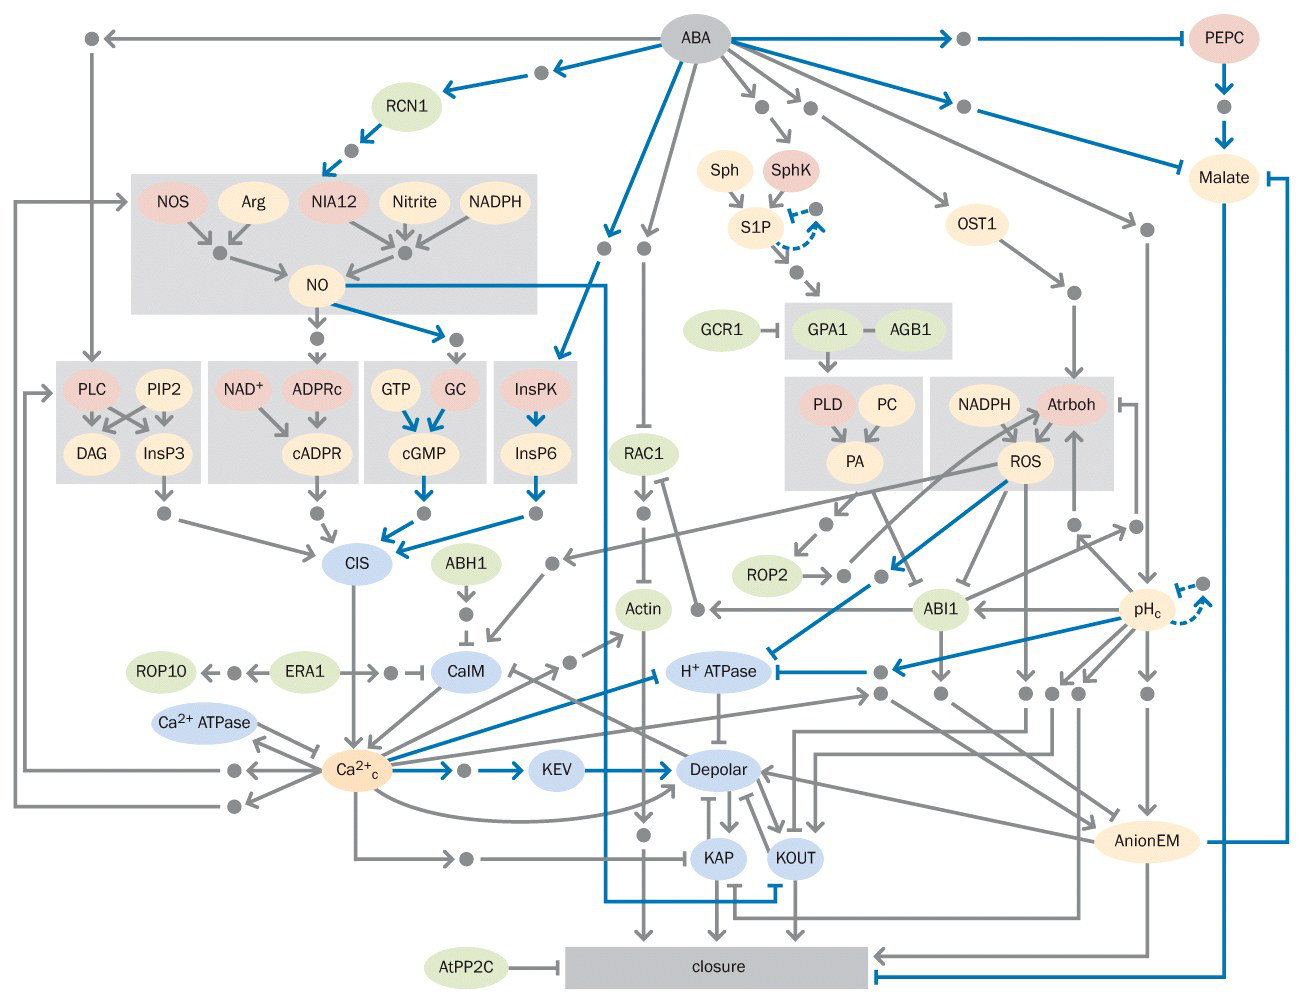 ABA
PEPC
RCN1
Sph
SphK
Malate
NOS
Arg
NIA12
Nitrite
NADPH
S1P
OST1
NO
GCR1
GPA1
AGB1
PLC
PIP2
NAD⁺
ADPRc
GTP
GC
InsPK
PLD
PC
NADPH
Atrboh
DAG
InsP3
cADPR
cGMP
InsP6
RAC1
PA
ROS
CIS
ABH1
ROP2
Actin
ABI1
pHc
ROP10
ERA1
CaIM
H⁺ ATPase
Ca²⁺ ATPase
Ca²⁺c
KEV
Depolar
KAP
KOUT
AnionEM
AtPP2C
closure